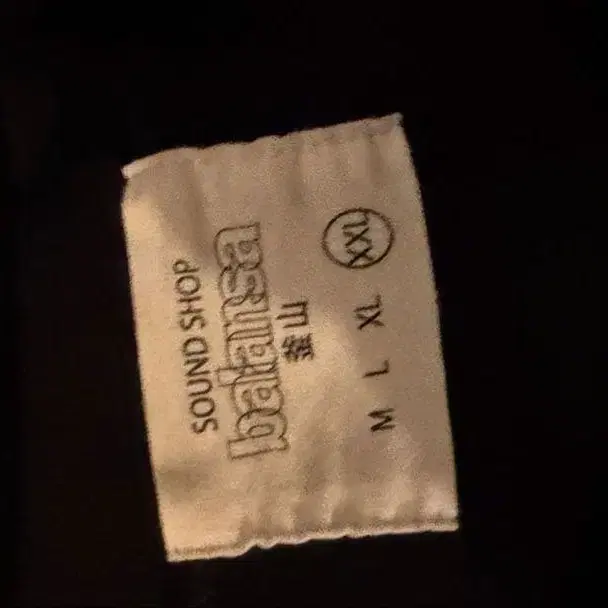 SOUND SHOP
balansa
釜山
M L XL XXL